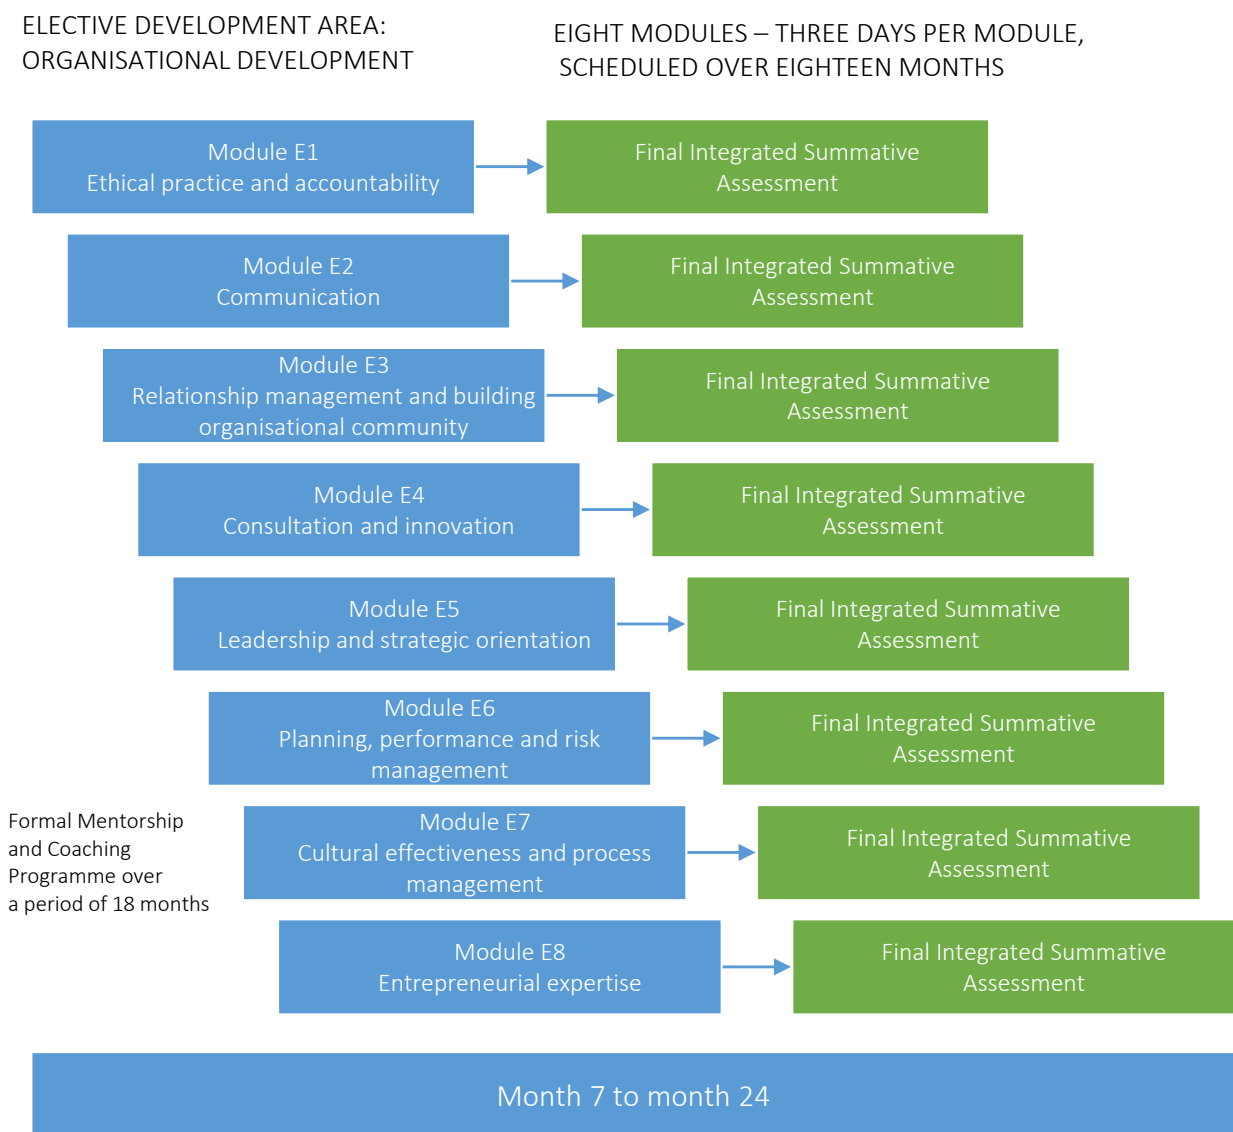 ELECTIVE DEVELOPMENT AREA:
ORGANISATIONAL DEVELOPMENT
EIGHT MODULES – THREE DAYS PER MODULE,
SCHEDULED OVER EIGHTEEN MONTHS
Module E1
Ethical practice and accountability
Final Integrated Summative
Assessment
Module E2
Communication
Final Integrated Summative
Assessment
Module E3
Relationship management and building
organisational community
Final Integrated Summative
Assessment
Module E4
Consultation and innovation
Final Integrated Summative
Assessment
Module E5
Leadership and strategic orientation
Final Integrated Summative
Assessment
Module E6
Planning, performance and risk
management
Final Integrated Summative
Assessment
Formal Mentorship
and Coaching
Programme over
a period of 18 months
Module E7
Cultural effectiveness and process
management
Final Integrated Summative
Assessment
Module E8
Entrepreneurial expertise
Final Integrated Summative
Assessment
Month 7 to month 24